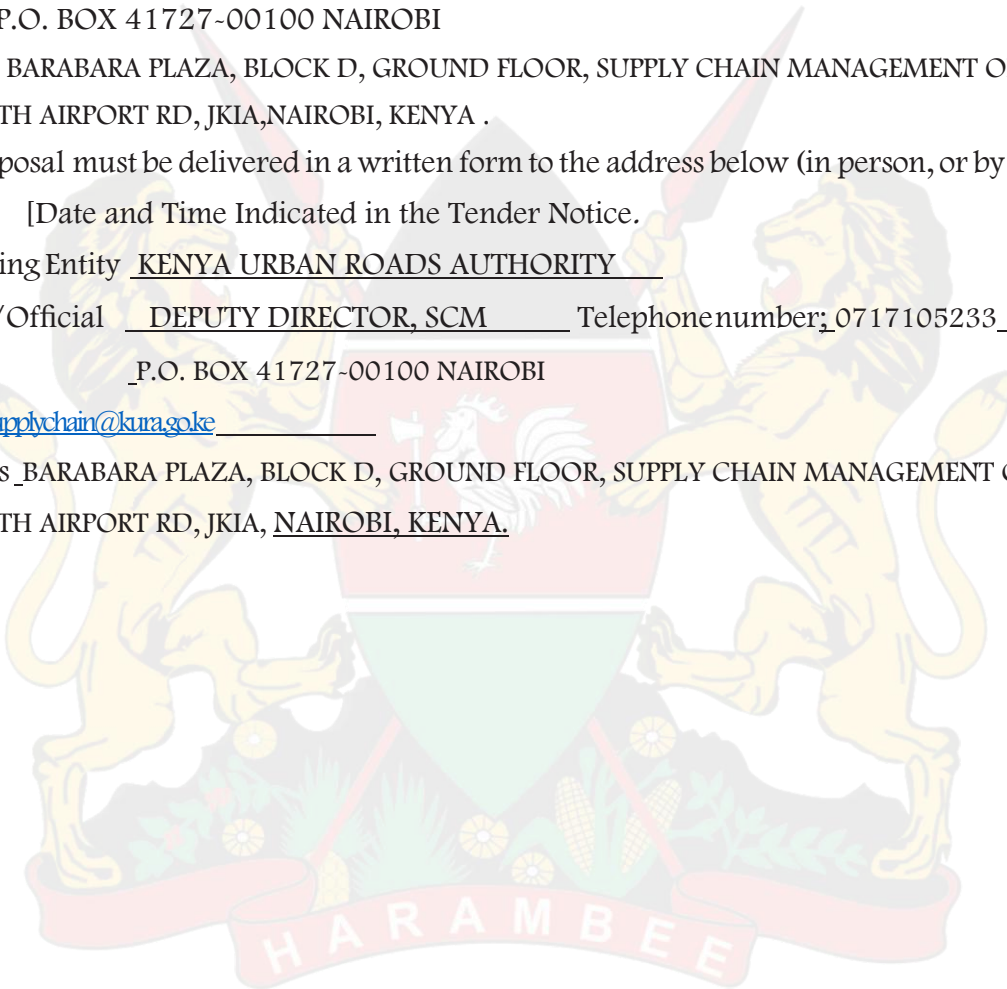 P.O. BOX 41727-00100 NAIROBI
BARABARA PLAZA, BLOCK D, GROUND FLOOR, SUPPLY CHAIN MANAGEMENT O
TH AIRPORT RD, JKIA,NAIROBI, KENYA .
posal must be delivered in a written form to the address below (in person, or by
[Date and Time Indicated in the Tender Notice.
ing Entity KENYA URBAN ROADS AUTHORITY
/Official DEPUTY DIRECTOR, SCM Telephone number; 0717105233
P.O. BOX 41727-00100 NAIROBI
upplychain@kura.go.ke
s BARABARA PLAZA, BLOCK D, GROUND FLOOR, SUPPLY CHAIN MANAGEMENT
TH AIRPORT RD, JKIA, NAIROBI, KENYA.
HARAMBEE